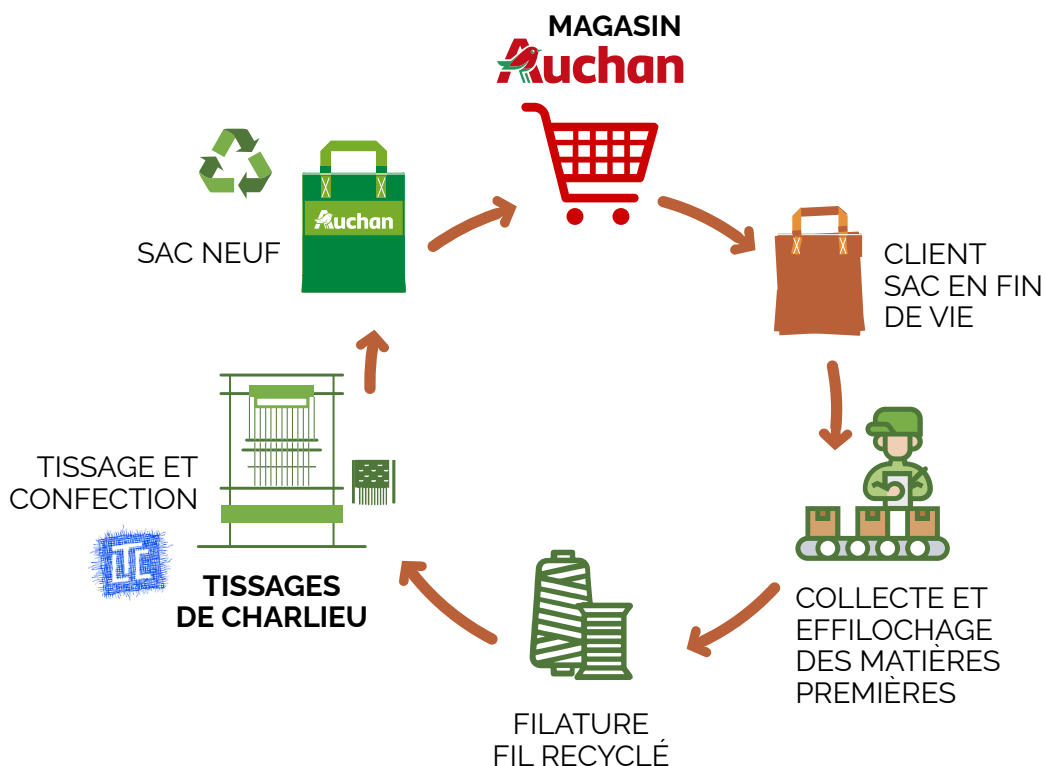 MAGASIN
Auchan
SAC NEUF
Auchan
CLIENT
SAC EN FIN
DE VIE
TISSAGE ET
CONFECTION
LTC
TISSAGES
DE CHARLIEU
COLLECTE ET
EFFILOCHAGE
DES MATIÈRES
PREMIÈRES
FILATURE
FIL RECYCLÉ